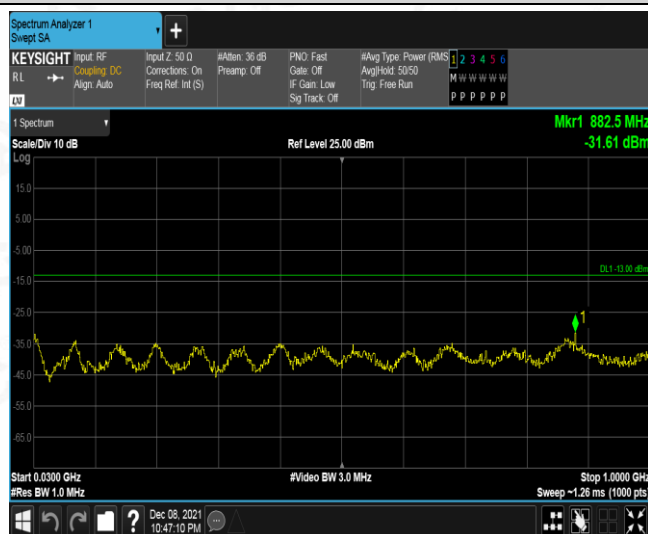 Spectrum Analyzer 1
Swept SA
KEYSIGHT
RL
LXI
Input: RF
Coupling: DC
Align: Auto
Input Z: 50 Ω
Corrections: On
Freq Ref: Int (S)
#Atten: 36 dB
Preamp: Off
PNO: Fast
Gate: Off
IF Gain: Low
Sig Track: Off
#Avg Type: Power (RMS
Avg|Hold: 50/50
Trig: Free Run
1 2 3 4 5 6
M W W W W W
P P P P P P
1 Spectrum
Mkr1 882.5 MHz
Scale/Div 10 dB
Ref Level 25.00 dBm
-31.61 dBm
Log
15.0
5.00
-5.00
DL1 -13.00 dBm
-15.0
-25.0
1
-35.0
-45.0
-55.0
-65.0
Start 0.0300 GHz
#Video BW 3.0 MHz
Stop 1.0000 GHz
#Res BW 1.0 MHz
Sweep ~1.26 ms (1000 pts)
?
Dec 08, 2021
10:47:10 PM